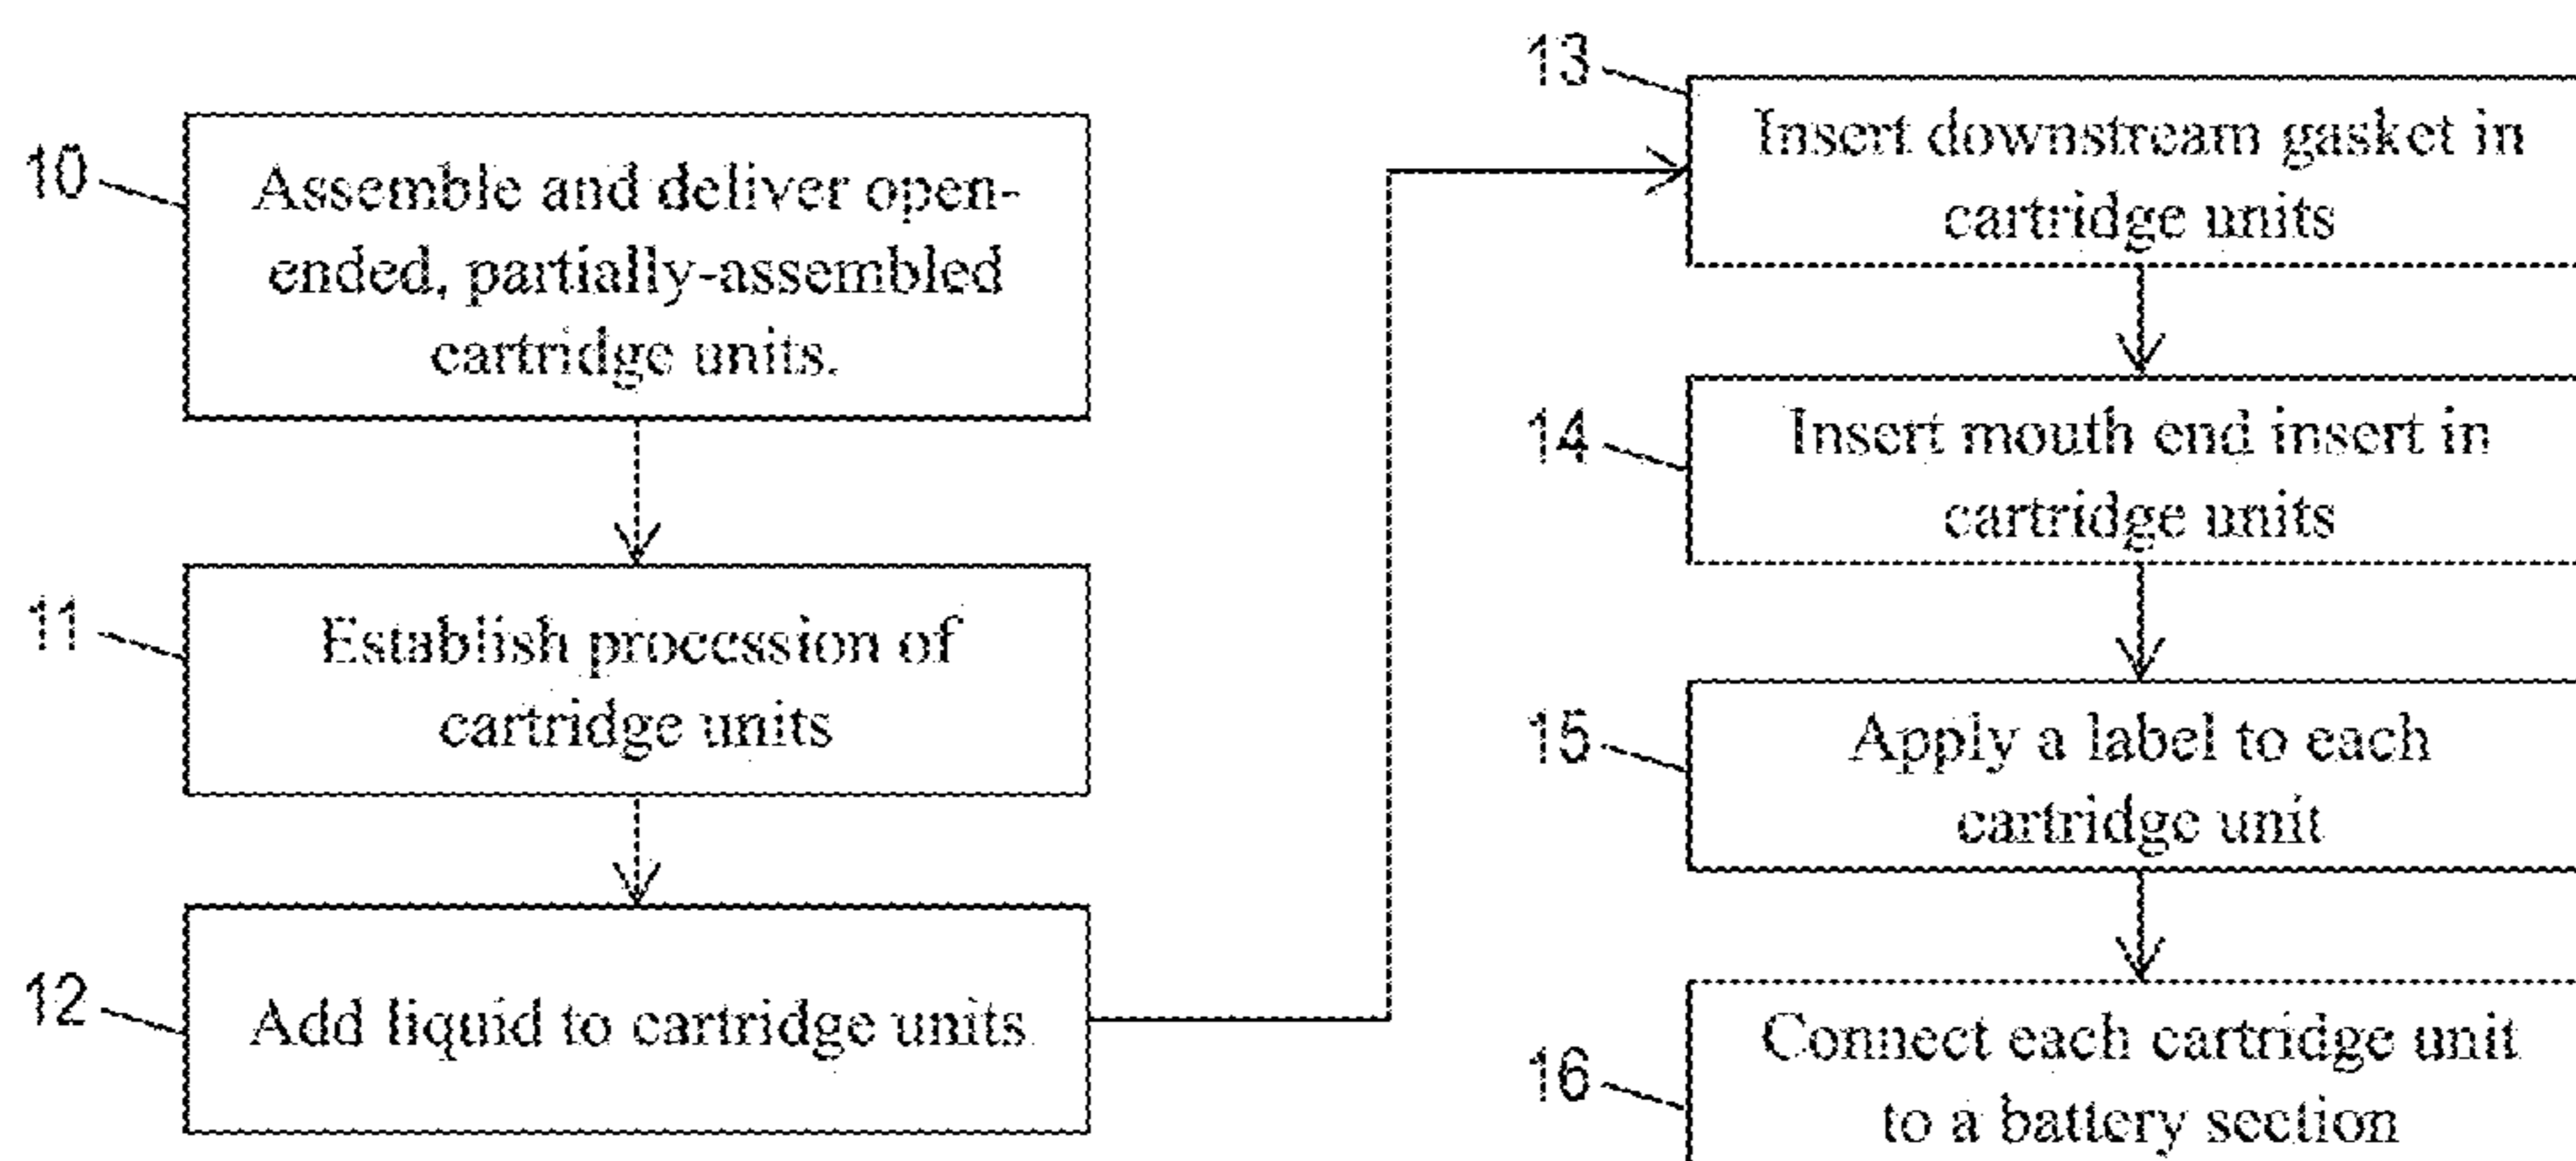 10
Assemble and deliver open-
ended, partially-assembled
cartridge units.
11
Establish procession of
cartridge units
12
Add liquid to cartridge units
13
Insert downstream gasket in
cartridge units
14
Insert mouth end insert in
cartridge units
15
Apply a label to each
cartridge unit
16
Connect each cartridge unit
to a battery section